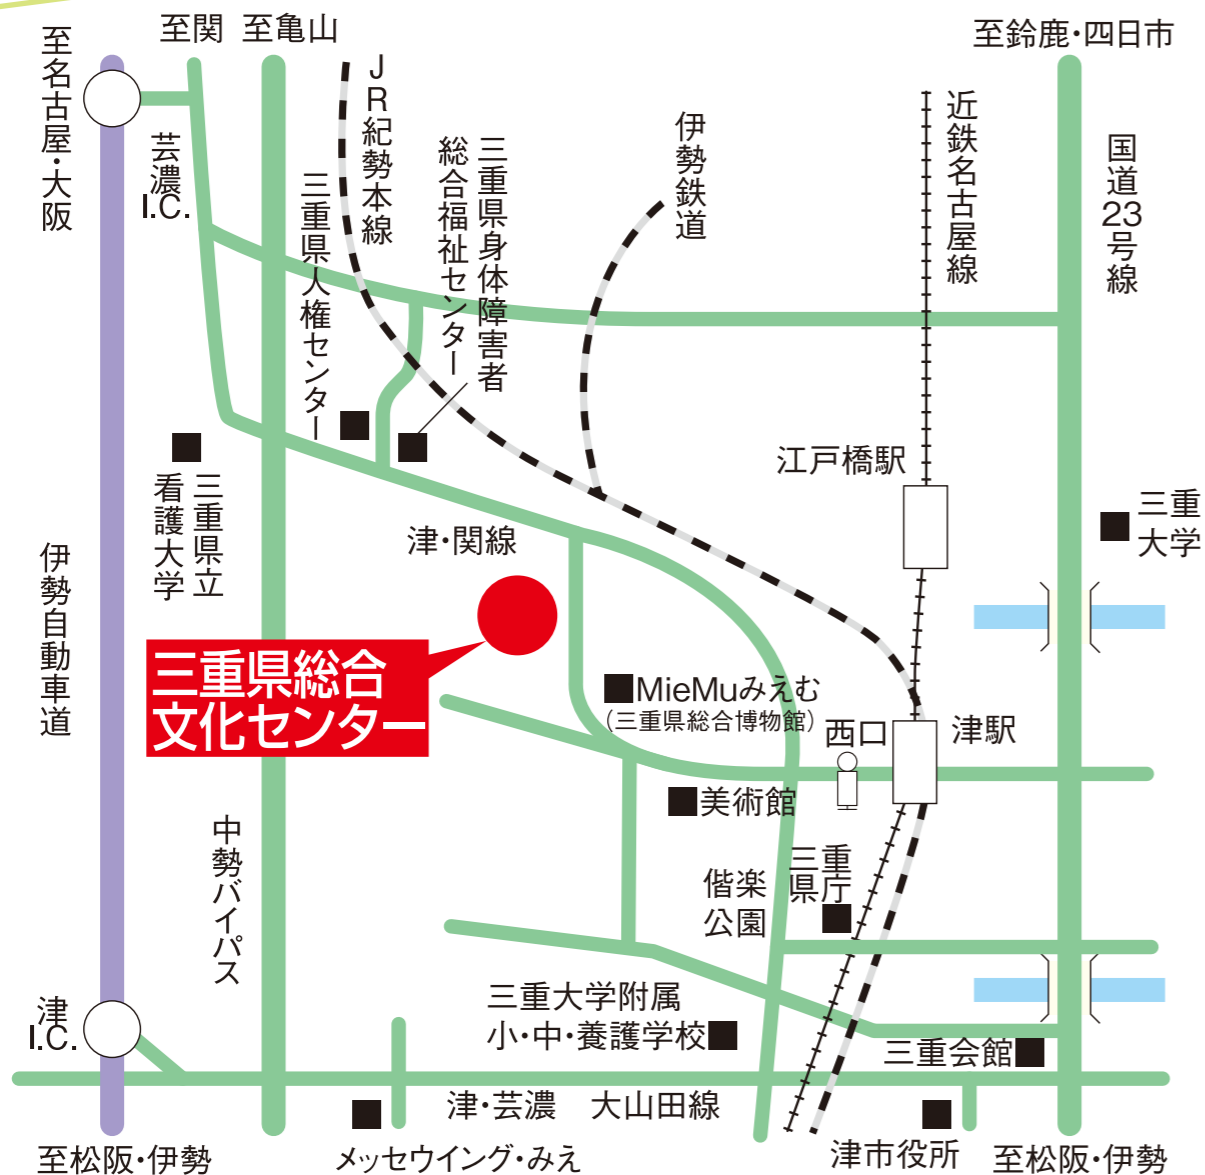 至関
至亀山
至鈴鹿・四日市
至名古屋・大阪
JR紀勢本線
近鉄名古屋線
伊勢鉄道
国道23号線
芸濃
I.C.
三重県身体障害者
総合福祉センター
三重県人権センター
江戸橋駅
三重県立
看護大学
三重
大学
津・関線
伊勢自動車道
三重県総合
文化センター
MieMuみえむ
（三重県総合博物館）
西口
津駅
美術館
中勢バイパス
三重
県庁
偕楽
公園
三重大学附属
小・中・養護学校
津
I.C.
三重会館
津・芸濃 大山田線
至松阪・伊勢
メッセウイング・みえ
津市役所
至松阪・伊勢